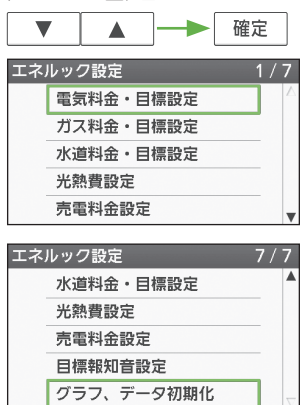 ▼ ▲ 確定
エネルック設定 1 / 7
電気料金・目標設定
ガス料金・目標設定
水道料金・目標設定
光熱費設定
売電料金設定
エネルック設定 7 / 7
水道料金・目標設定
光熱費設定
売電料金設定
目標報知音設定
グラフ、データ初期化